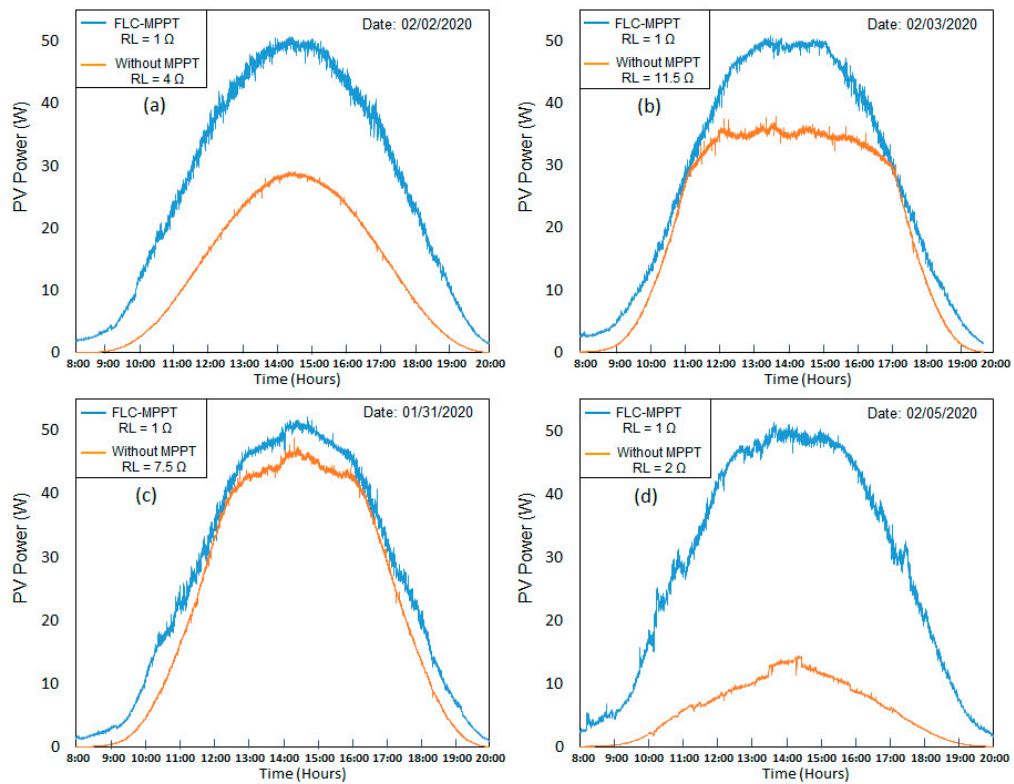 FLC-MPPT
RL = 1 Ω
Without MPPT
RL = 4 Ω
Date: 02/02/2020
(a)
PV Power (W)
50
40
30
20
10
0
8:00 10:00 11:00 12:00 13:00 14:00 15:00 16:00 17:00 18:00 19:00 20:00
Time (Hours)
FLC-MPPT
RL = 1 Ω
Without MPPT
RL = 11.5 Ω
Date: 02/03/2020
(b)
PV Power (W)
50
40
30
20
10
0
8:00 9:00 10:00 11:00 12:00 13:00 14:00 15:00 16:00 17:00 18:00 19:00 20:00
Time (Hours)
FLC-MPPT
RL = 1 Ω
Without MPPT
RL = 7.5 Ω
Date: 01/31/2020
(c)
PV Power (W)
50
40
30
20
10
0
8:00 10:00 11:00 12:00 13:00 14:00 15:00 16:00 17:00 18:00 19:00 20:00
Time (Hours)
FLC-MPPT
RL = 1 Ω
Without MPPT
RL = 2 Ω
Date: 02/05/2020
(d)
PV Power (W)
50
40
30
20
10
0
8:00 9:00 10:00 11:00 12:00 13:00 14:00 15:00 16:00 17:00 18:00 19:00 20:00
Time (Hours)